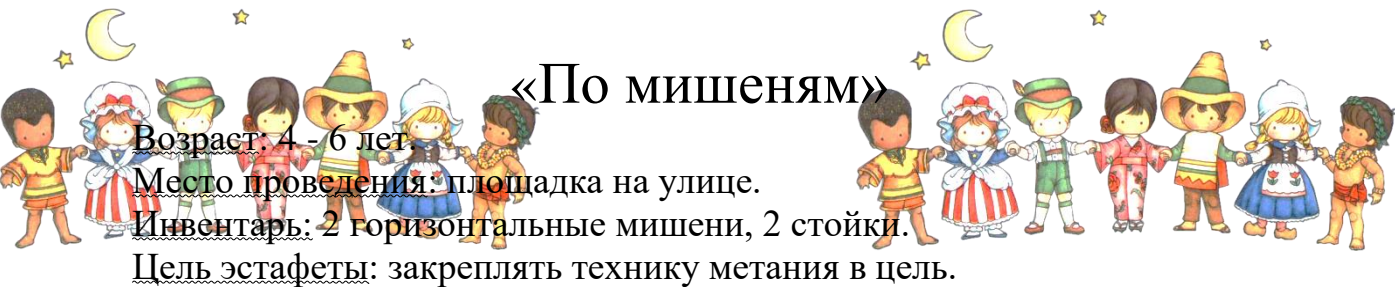 «По мишеням»
Возраст: 4 - 6 лет.
Место проведения: площадка на улице.
Инвентарь: 2 горизонтальные мишени, 2 стойки.
Цель эстафеты: закреплять технику метания в цель.